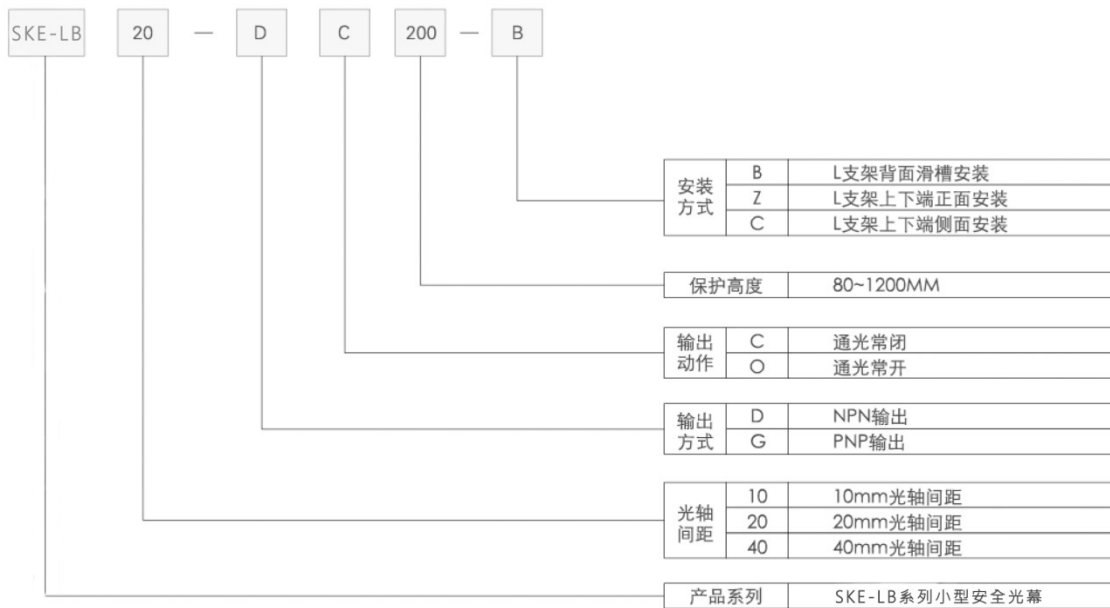 SKE-LB 20 — D C 200 — B
安装方式
B L支架背面滑槽安装
Z L支架上下端正面安装
C L支架上下端侧面安装
保护高度 80~1200MM
输出动作
C 通光常闭
O 通光常开
输出方式
D NPN输出
G PNP输出
光轴间距
10 10mm光轴间距
20 20mm光轴间距
40 40mm光轴间距
产品系列 SKE-LB系列小型安全光幕